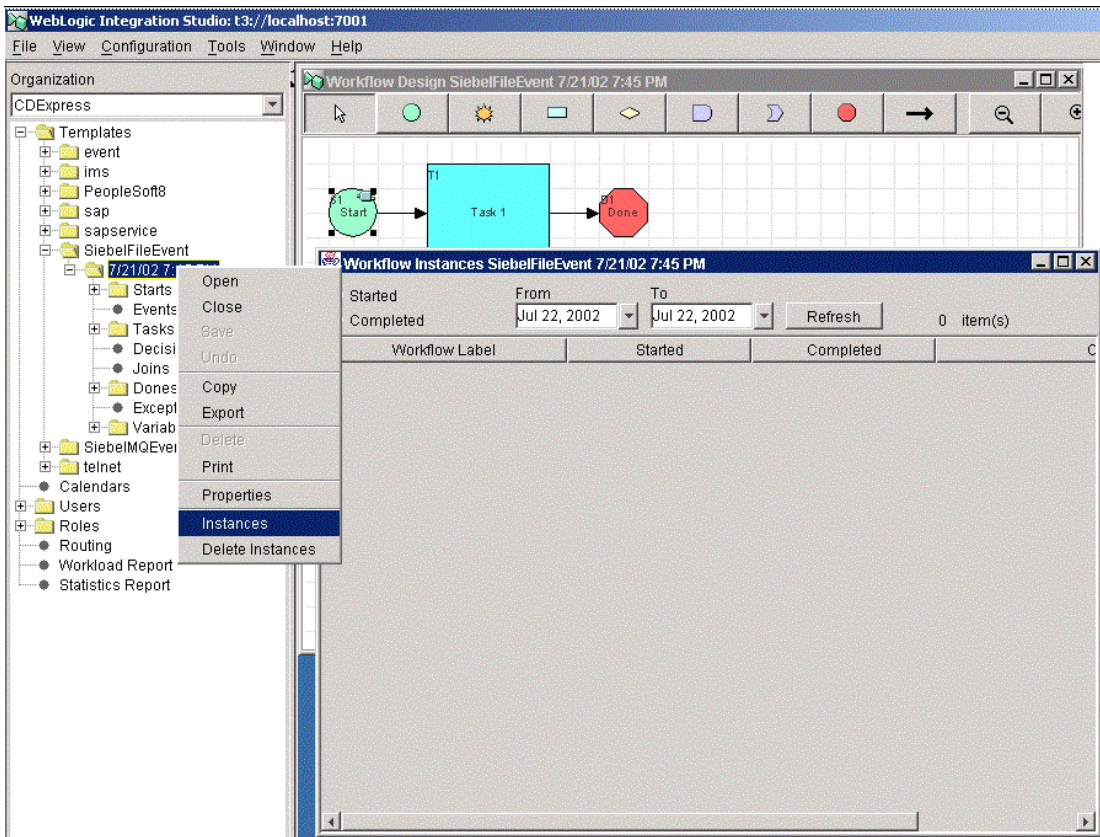 WebLogic Integration Studio: t3://localhost:7001
File View Configuration Tools Window Help
Organization
CDExpress
Templates
event
ims
PeopleSoft8
sap
sapservice
SiebelFileEvent
7/21/02
Starts
Events
Tasks
Decisi
Joins
Dones
Except
Variab
SiebelMQEve
telnet
Calendars
Users
Roles
Routing
Workload Report
Statistics Report
Open
Close
Save
Undo
Copy
Export
Delete
Print
Properties
Instances
Delete Instances
Workflow Design SiebelFileEvent 7/21/02 7:45 PM
S1
Start
T1
Task 1
D1
Done
Workflow Instances SiebelFileEvent 7/21/02 7:45 PM
Started From To
Completed Jul 22, 2002 Jul 22, 2002 Refresh 0 item(s)
Workflow Label Started Completed C